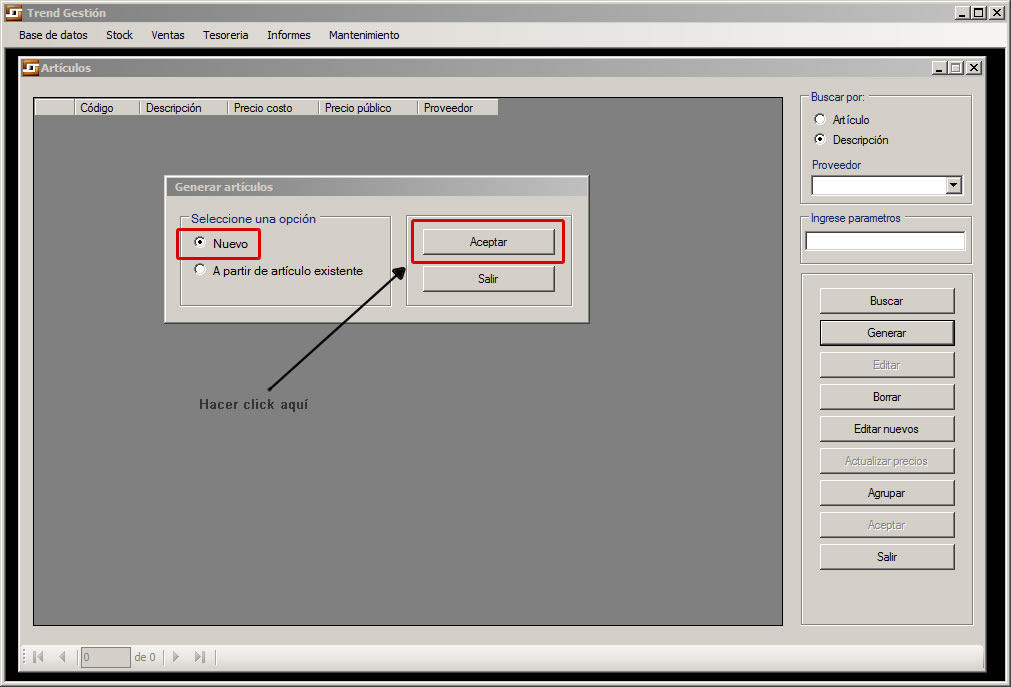 Trend Gestión
Base de datos Stock Ventas Tesoreria Informes Mantenimiento
Artículos
Código Descripción Precio costo Precio público Proveedor
Generar artículos
Seleccione una opción
Nuevo
A partir de artículo existente
Aceptar
Salir
Hacer click aquí
Buscar por:
Artículo
Descripción
Proveedor
Ingrese parametros
Buscar
Generar
Editar
Borrar
Editar nuevos
Actualizar precios
Agrupar
Aceptar
Salir
0 de 0